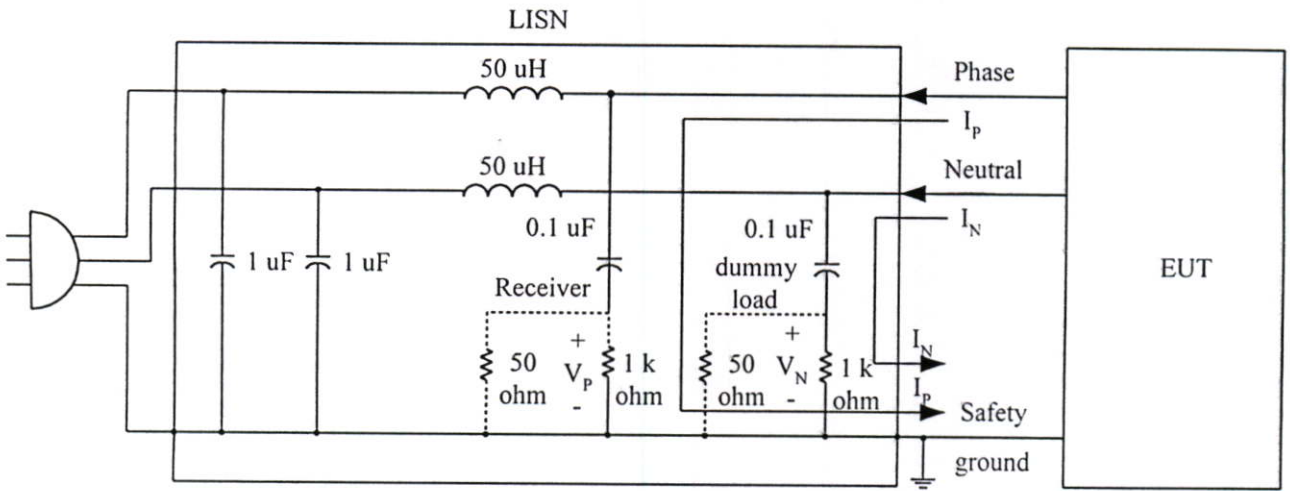 LISN
50 uH
Phase
I_P
50 uH
Neutral
I_N
0.1 uF
0.1 uF
1 uF
1 uF
dummy
load
EUT
Receiver
+
+
I_N
50
ohm
V_P
1 k
ohm
50
ohm
V_N
1 k
ohm
-
-
I_P
Safety
ground